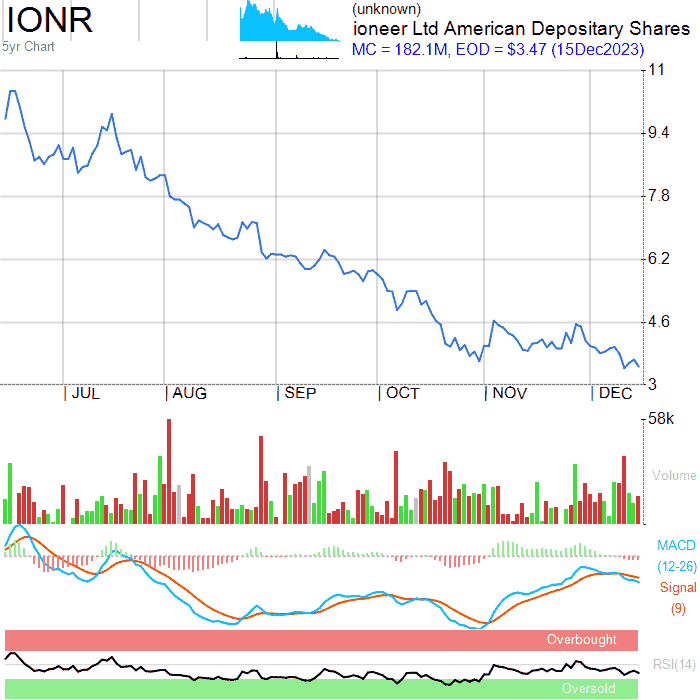 IONR
5yr Chart
(unknown)
ioneer Ltd American Depositary Shares
MC = 182.1M, EOD = $3.47 (15Dec2023)
11
9.4
7.8
6.2
4.6
3
JUL AUG SEP OCT NOV DEC
58k
Volume
MACD
(12-26)
Signal
(9)
Overbought
RSI(14)
Oversold